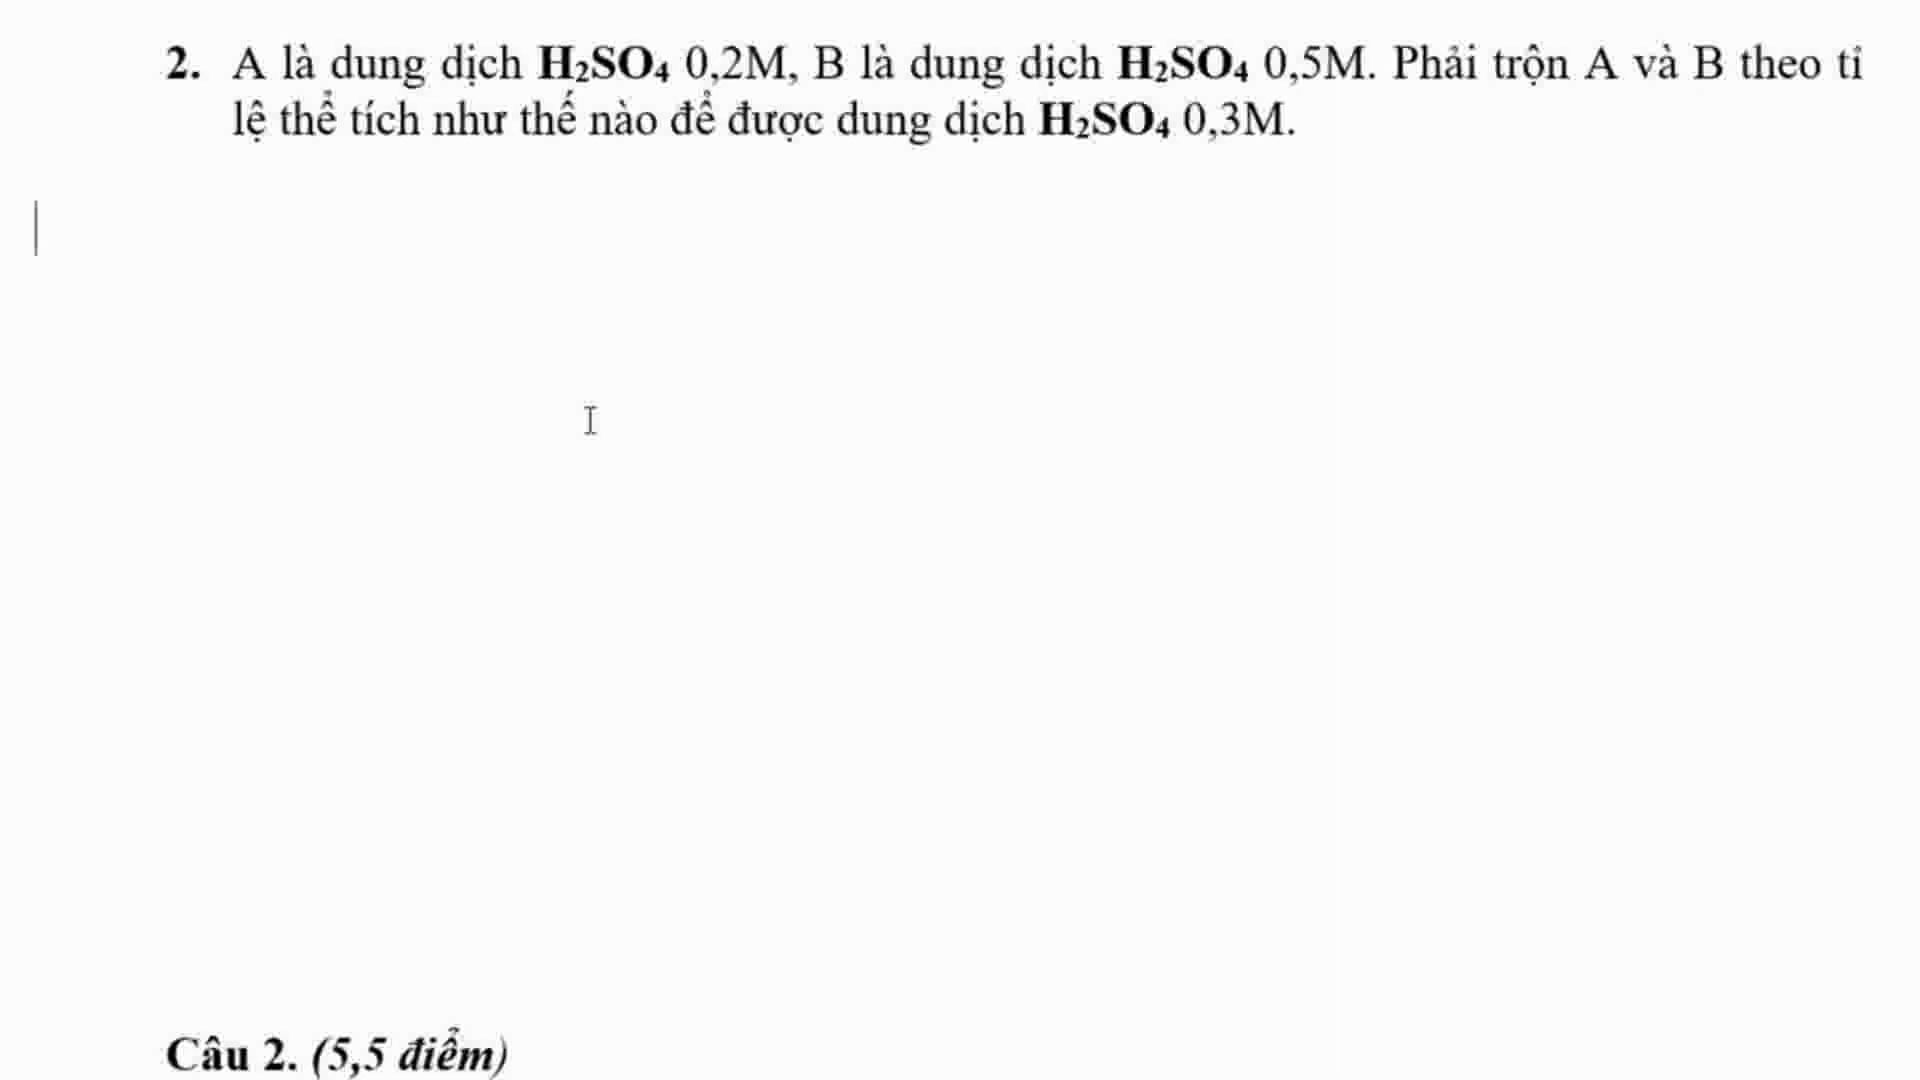 2. A là dung dịch H₂SO₄ 0,2M, B là dung dịch H₂SO₄ 0,5M. Phải trộn A và B theo tỉ
lệ thể tích như thế nào để được dung dịch H₂SO₄ 0,3M.
Câu 2. (5,5 điểm)